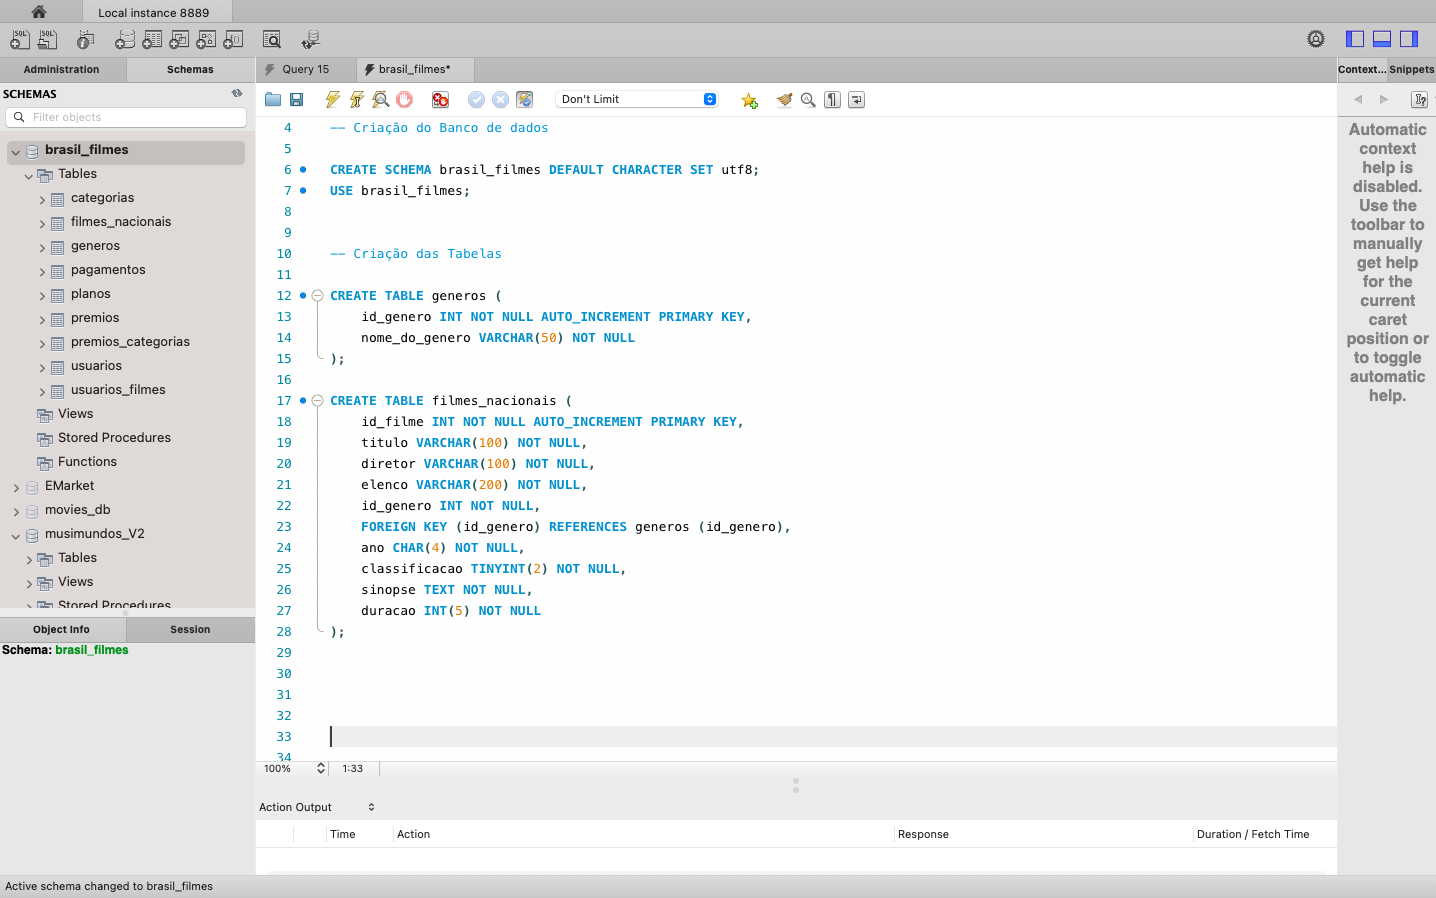 Local instance 8889
Administration
Schemas
Query 15
brasil_filmes*
Context...
Snippets
SCHEMAS
Filter objects
Don't Limit
brasil_filmes
Tables
categorias
filmes_nacionais
generos
pagamentos
planos
premios
premios_categorias
usuarios
usuarios_filmes
Views
Stored Procedures
Functions
EMarket
movies_db
musimundos_V2
Tables
Views
Stored Procedures
Object Info
Session
Schema: brasil_filmes
4 -- Criação do Banco de dados
5
6 CREATE SCHEMA brasil_filmes DEFAULT CHARACTER SET utf8;
7 USE brasil_filmes;
8
9
10 -- Criação das Tabelas
11
12 CREATE TABLE generos (
13 id_genero INT NOT NULL AUTO_INCREMENT PRIMARY KEY,
14 nome_do_genero VARCHAR(50) NOT NULL
15 );
16
17 CREATE TABLE filmes_nacionais (
18 id_filme INT NOT NULL AUTO_INCREMENT PRIMARY KEY,
19 titulo VARCHAR(100) NOT NULL,
20 diretor VARCHAR(100) NOT NULL,
21 elenco VARCHAR(200) NOT NULL,
22 id_genero INT NOT NULL,
23 FOREIGN KEY (id_genero) REFERENCES generos (id_genero),
24 ano CHAR(4) NOT NULL,
25 classificacao TINYINT(2) NOT NULL,
26 sinopse TEXT NOT NULL,
27 duracao INT(5) NOT NULL
28 );
29
30
31
32
33
34
100%
1:33
Action Output
Time
Action
Response
Duration / Fetch Time
Automatic
context
help is
disabled.
Use the
toolbar to
manually
get help
for the
current
caret
position or
to toggle
automatic
help.
Active schema changed to brasil_filmes